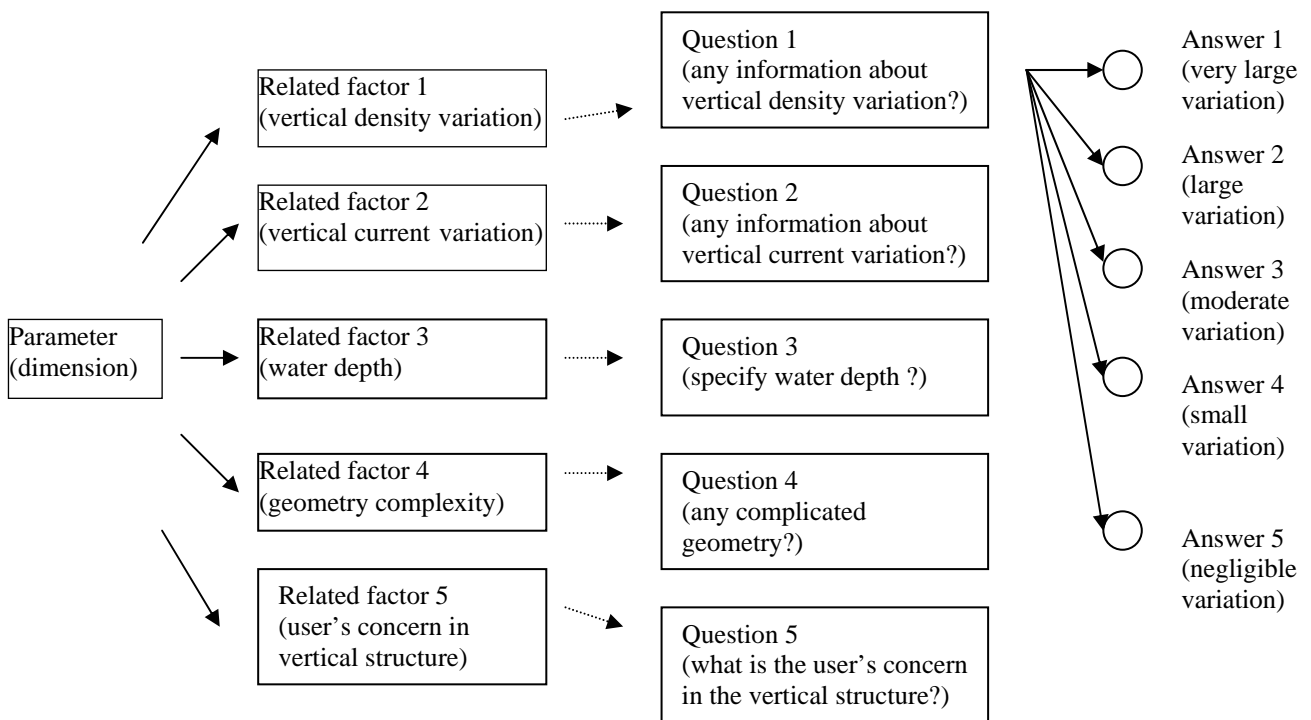 Parameter
(dimension)
Related factor 1
(vertical density variation)
Related factor 2
(vertical current variation)
Related factor 3
(water depth)
Related factor 4
(geometry complexity)
Related factor 5
(user’s concern in
vertical structure)
Question 1
(any information about
vertical density variation?)
Question 2
(any information about
vertical current variation?)
Question 3
(specify water depth ?)
Question 4
(any complicated
geometry?)
Question 5
(what is the user’s concern
in the vertical structure?)
Answer 1
(very large
variation)
Answer 2
(large
variation)
Answer 3
(moderate
variation)
Answer 4
(small
variation)
Answer 5
(negligible
variation)